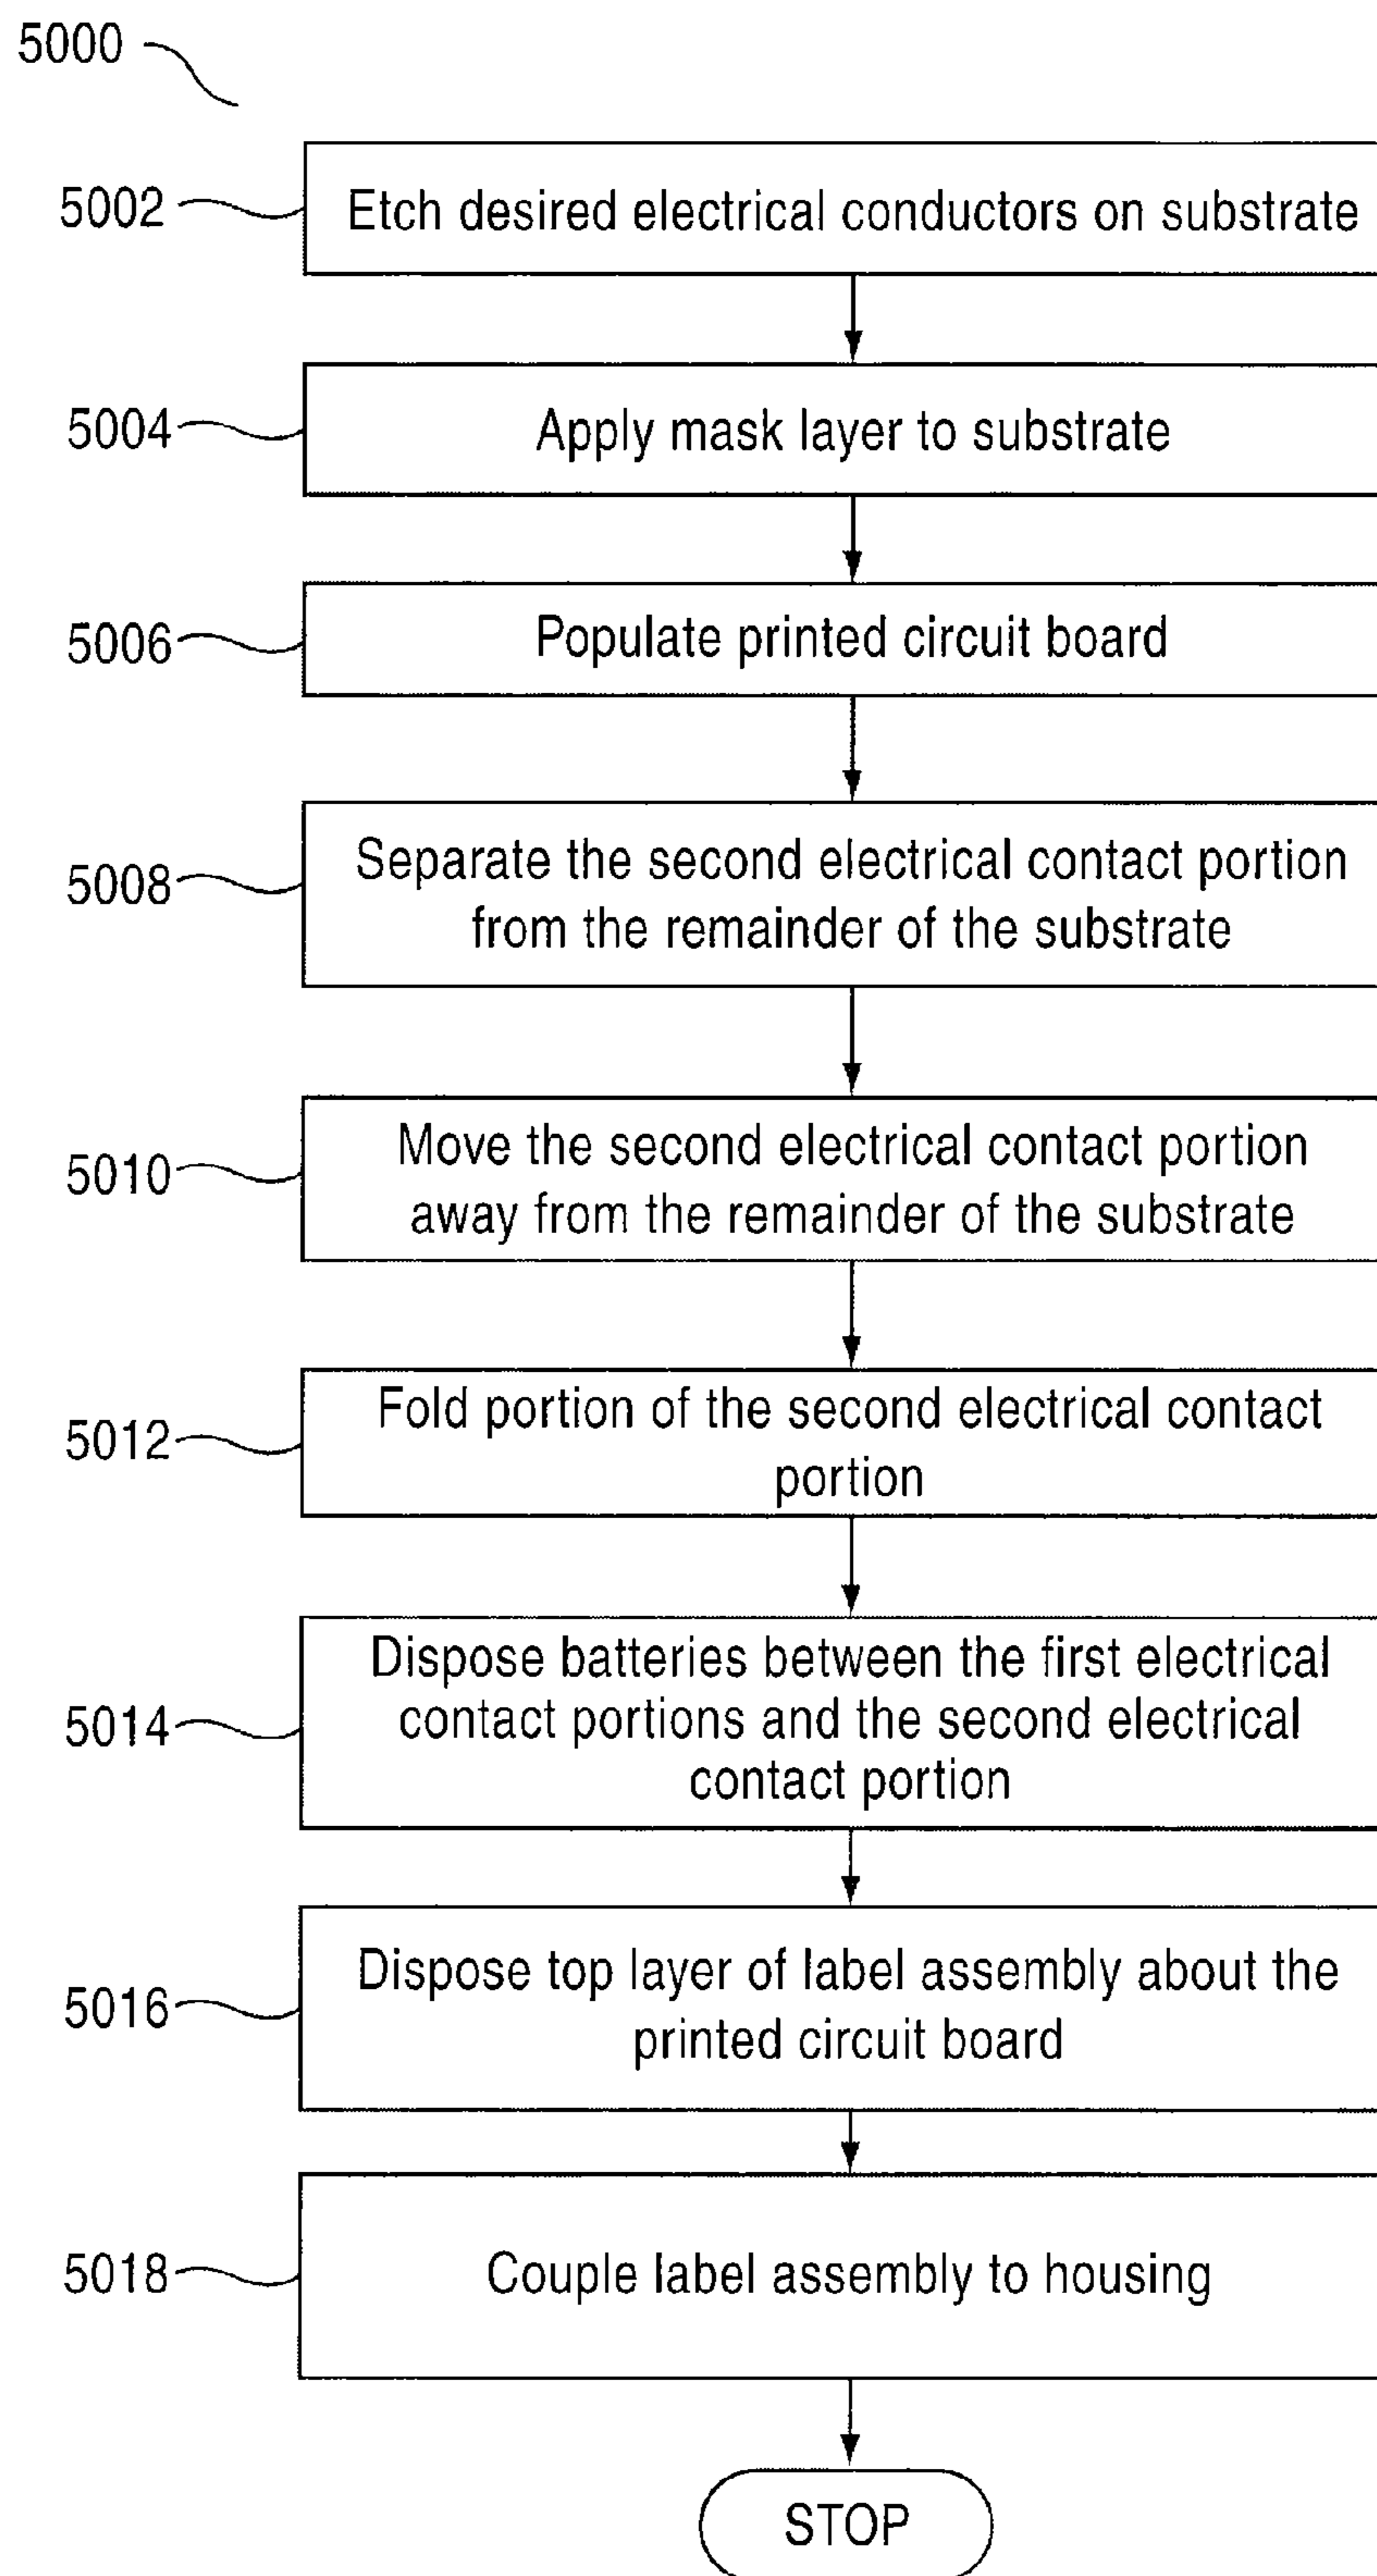 5000
5002
Etch desired electrical conductors on substrate
5004
Apply mask layer to substrate
5006
Populate printed circuit board
5008
Separate the second electrical contact portion
from the remainder of the substrate
5010
Move the second electrical contact portion
away from the remainder of the substrate
5012
Fold portion of the second electrical contact
portion
5014
Dispose batteries between the first electrical
contact portions and the second electrical
contact portion
5016
Dispose top layer of label assembly about the
printed circuit board
5018
Couple label assembly to housing
STOP